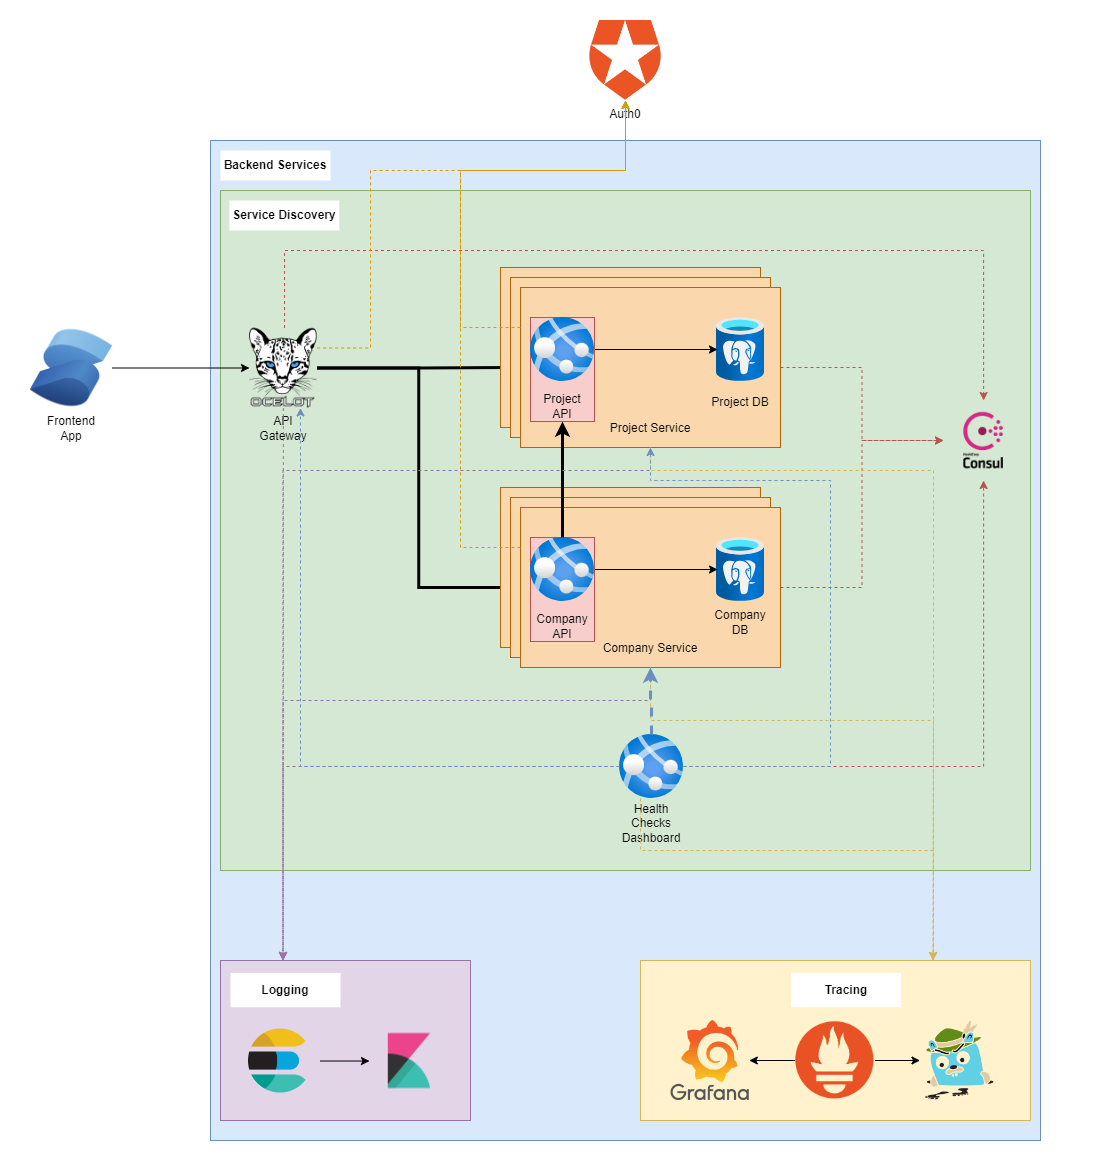 Auth0
Backend Services
Service Discovery
OCELOT
API
Gateway
Frontend
App
Project
API
Project DB
Project Service
HashiCorp
Consul
Company
API
Company
DB
Company Service
Health
Checks
Dashboard
Logging
Tracing
Grafana